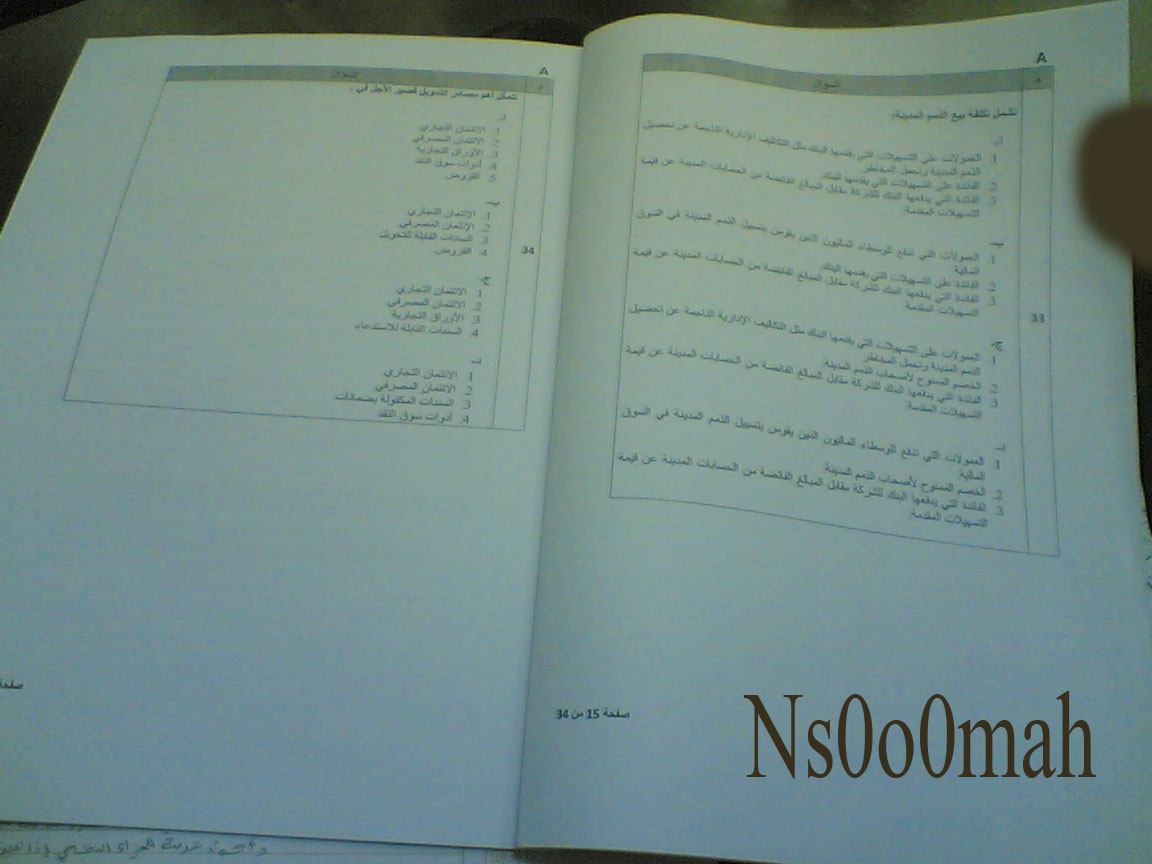 A
م
السؤال
33
تشمل تكلفة بيع الذمم المدينة:
أ-
1. العمولات على التسهيلات التي يقدمها البنك مثل التكاليف الإدارية الناجمة عن تحصيل
الذمم المدينة وتحمل المخاطر.
2. الفائدة على التسهيلات التي يقدمها البنك.
3. الفائدة التي يدفعها البنك للشركة مقابل المبالغ الفائضة من الحسابات المدينة عن قيمة
التسهيلات المقدمة.
ب-
1. العمولات التي تدفع للوسطاء الماليون الذين يقومن بتسييل الذمم المدينة في السوق
المالية.
2. الفائدة على التسهيلات التي يقدمها البنك.
3. الفائدة التي يدفعها البنك للشركة مقابل المبالغ الفائضة من الحسابات المدينة عن قيمة
التسهيلات المقدمة
ج-
1. العمولات على التسهيلات التي يقدمها البنك مثل التكاليف الإدارية الناجمة عن تحصيل
الذمم المدينة وتحمل المخاطر.
2. الخصم الممنوح لأصحاب الذمم المدينة.
3. الفائدة التي يدفعها البنك للشركة مقابل المبالغ الفائضة من الحسابات المدينة عن قيمة
التسهيلات المقدمة.
د-
1. العمولات التي تدفع للوسطاء الماليون الذين يقومن بتسييل الذمم المدينة في السوق
المالية.
2. الخصم الممنوح لأصحاب الذمم المدينة.
3. الفائدة التي يدفعها البنك للشركة مقابل المبالغ الفائضة من الحسابات المدينة عن قيمة
التسهيلات المقدمة.
صفحة 15 من 34
A
م
السؤال
34
تتمثل أهم مصادر التمويل قصير الأجل في :
أ-
1. الائتمان التجاري
2. الائتمان المصرفي
3. الأوراق التجارية
4. أدوات سوق النقد
5. القروض
ب-
1. الائتمان التجاري
2. الائتمان المصرفي
3. السندات القابلة للتحويل
4. القروض
ج-
1. الائتمان التجاري
2. الائتمان المصرفي
3. الأوراق التجارية
4. السندات القابلة للاستدعاء
د-
1. الائتمان التجاري
2. الائتمان المصرفي
3. السندات المكفولة بضمانات
4. أدوات سوق النقد
صفحة
Ns0o0mah